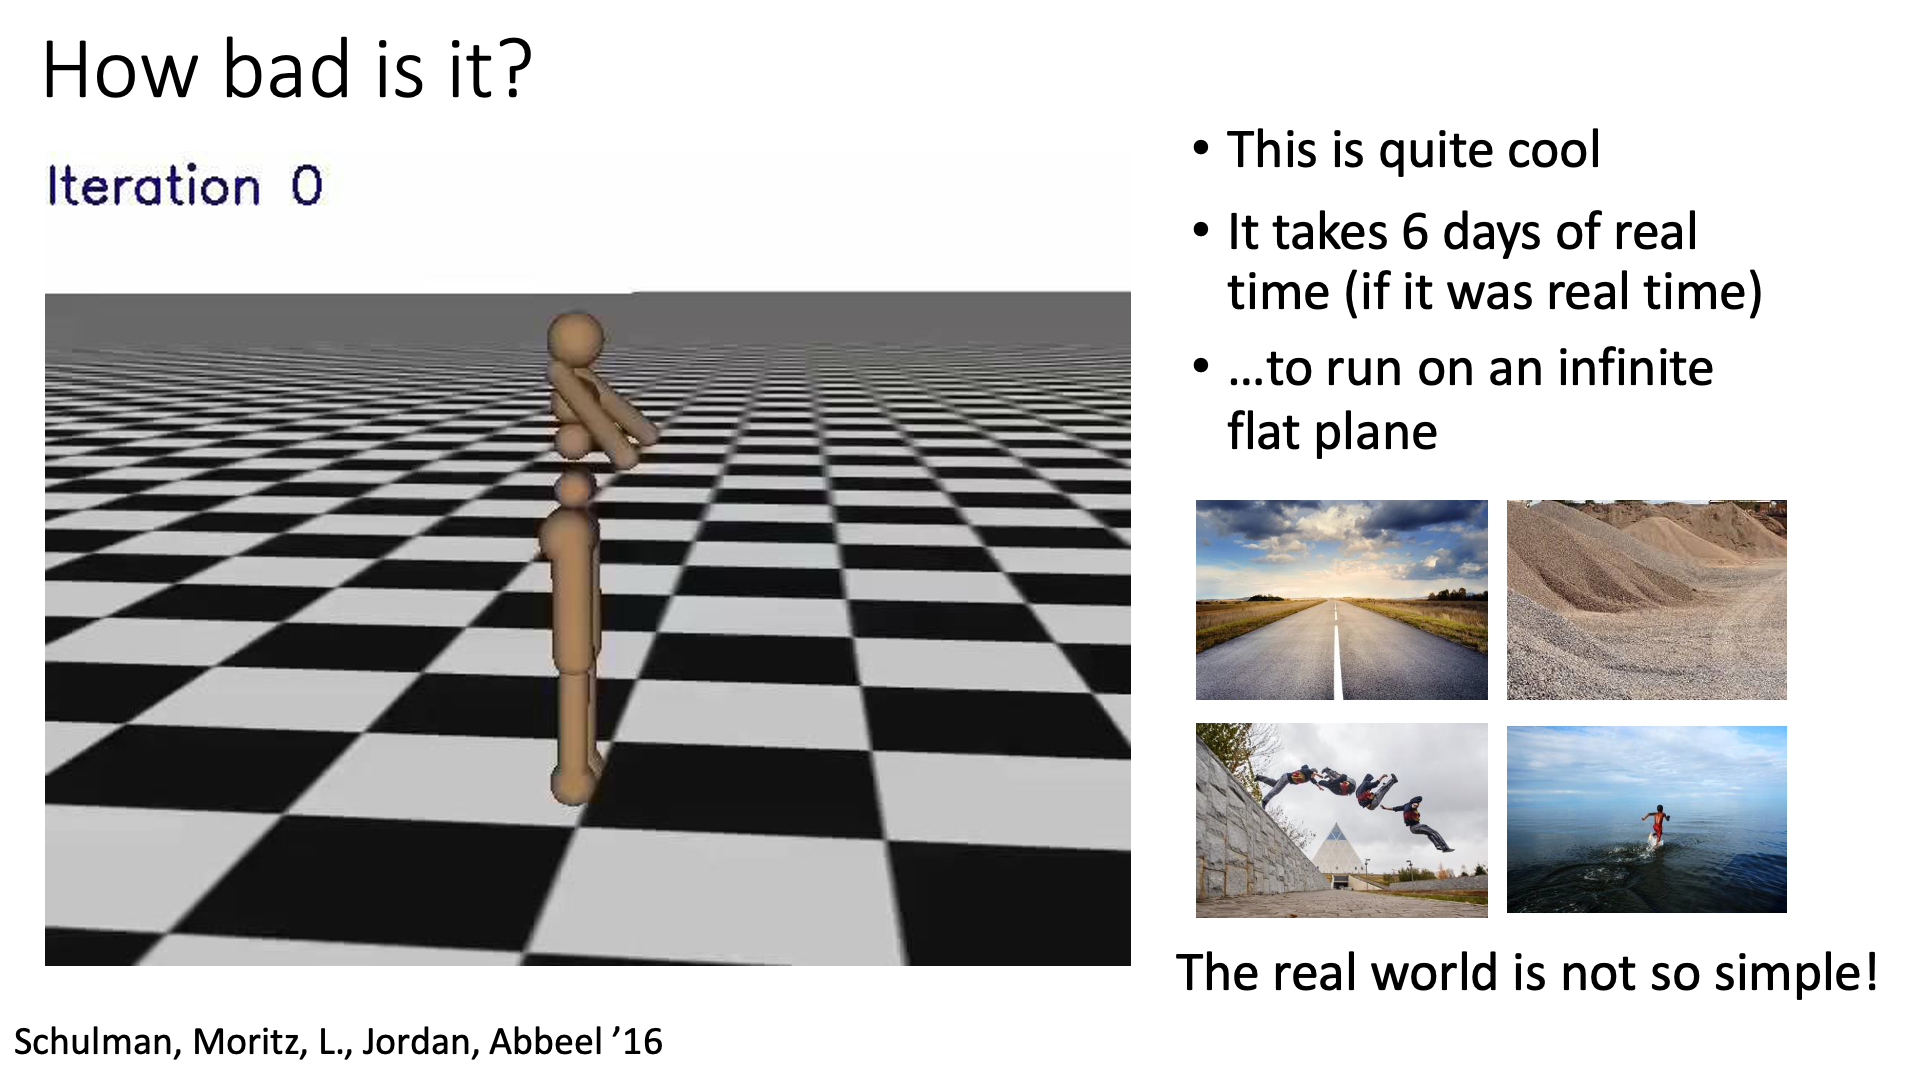 How bad is it?
Iteration 0
• This is quite cool
• It takes 6 days of real
time (if it was real time)
• …to run on an infinite
flat plane
The real world is not so simple!
Schulman, Moritz, L., Jordan, Abbeel ’16